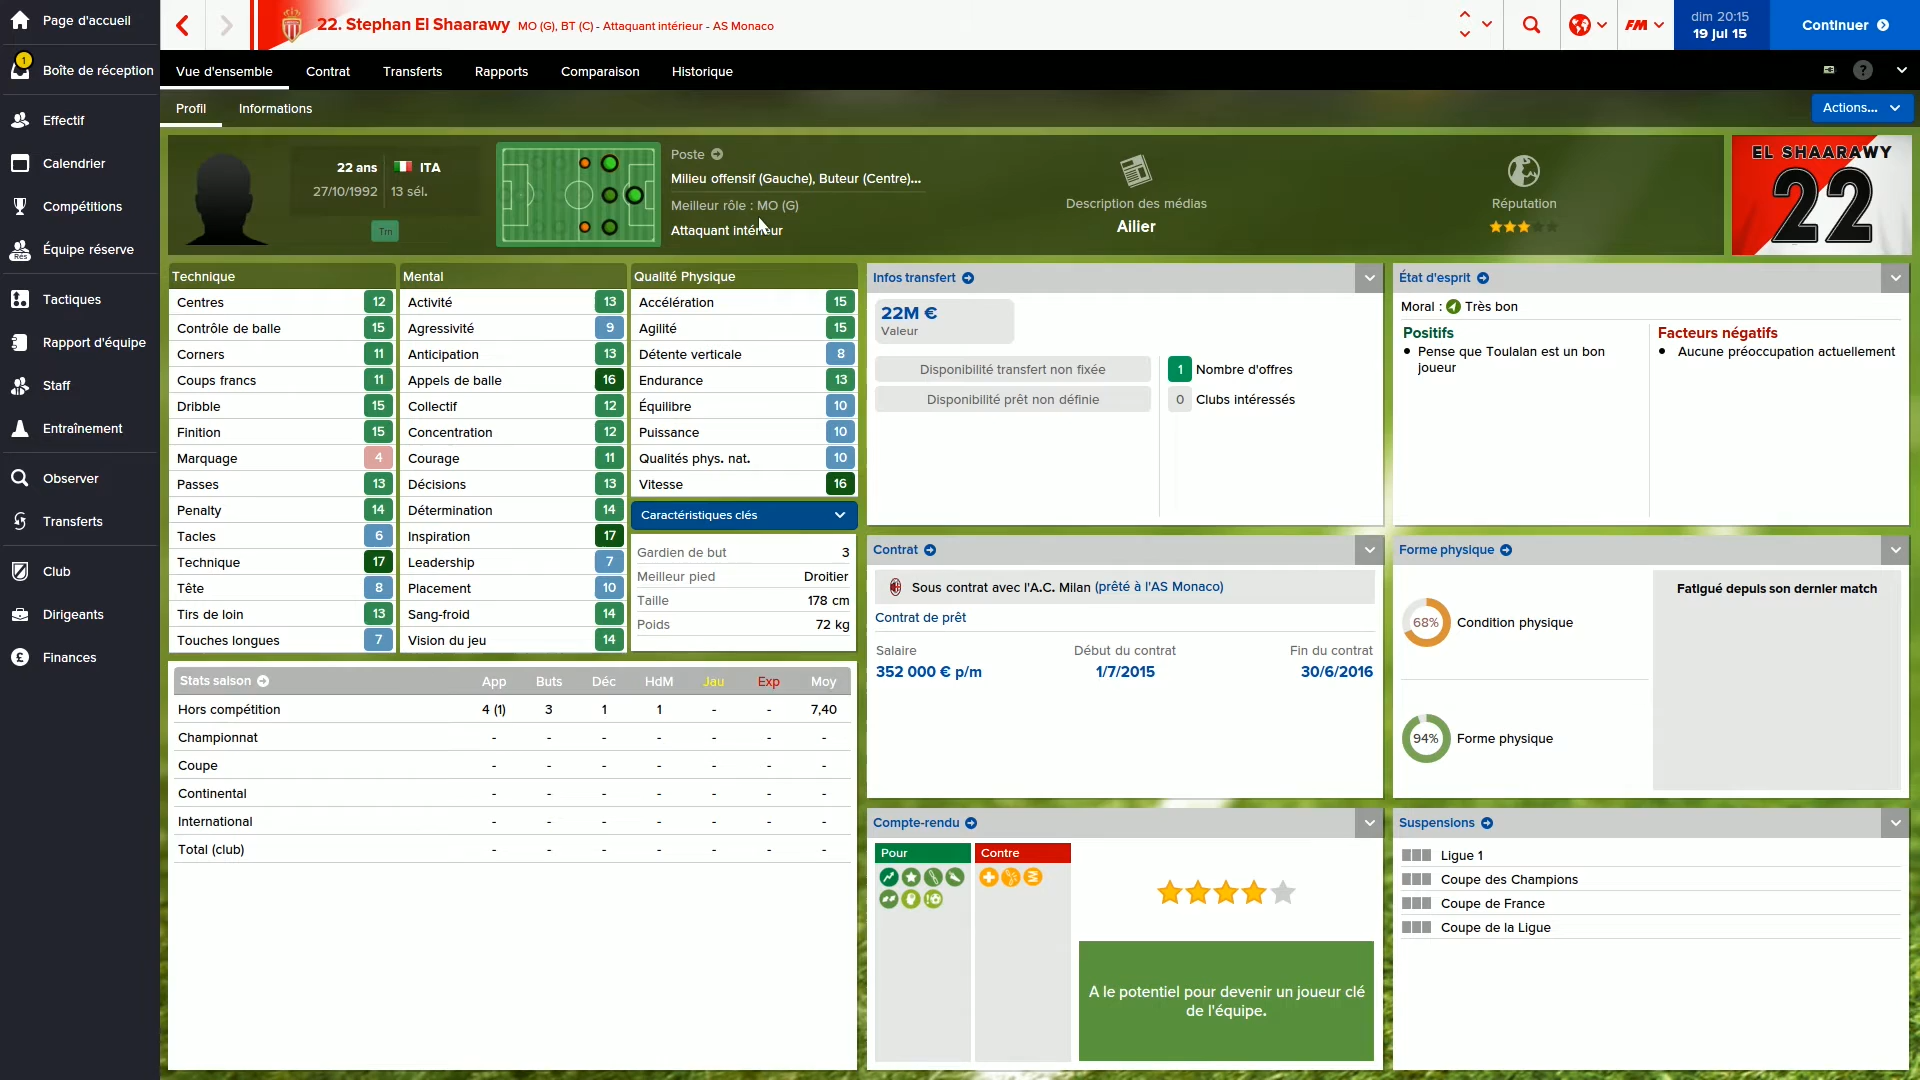 Page d'accueil
Boîte de réception
1
Effectif
Calendrier
Compétitions
Équipe réserve
Rés
Tactiques
Rapport d'équipe
Staff
Entraînement
Observer
Transferts
Club
Dirigeants
Finances
22. Stephan El Shaarawy MO (G), BT (C) - Attaquant intérieur - AS Monaco
FM
dim 20:15
19 jul 15
Continuer
Vue d'ensemble Contrat Transferts Rapports Comparaison Historique
Profil Informations
Actions...
22 ans ITA
27/10/1992 13 sél.
Trn
Poste
Milieu offensif (Gauche), Buteur (Centre)...
Meilleur rôle : MO (G)
Attaquant intérieur
Description des médias
Ailier
Réputation
EL SHAARAWY
22
Technique
Centres 12
Contrôle de balle 15
Corners 11
Coups francs 11
Dribble 15
Finition 15
Marquage 4
Passes 13
Penalty 14
Tacles 6
Technique 17
Tête 8
Tirs de loin 13
Touches longues 7
Mental
Activité 13
Agressivité 9
Anticipation 13
Appels de balle 16
Collectif 12
Concentration 12
Courage 11
Décisions 13
Détermination 14
Inspiration 17
Leadership 7
Placement 10
Sang-froid 14
Vision du jeu 14
Qualité Physique
Accélération 15
Agilité 15
Détente verticale 8
Endurance 13
Équilibre 10
Puissance 10
Qualités phys. nat. 10
Vitesse 16
Caractéristiques clés
Gardien de but 3
Meilleur pied Droitier
Taille 178 cm
Poids 72 kg
Stats saison App Buts Déc HdM Jau Exp Moy
Hors compétition 4 (1) 3 1 1 - - 7,40
Championnat - - - - - - -
Coupe - - - - - - -
Continental - - - - - - -
International - - - - - - -
Total (club) - - - - - - -
Infos transfert
22M €
Valeur
Disponibilité transfert non fixée
Disponibilité prêt non définie
1 Nombre d'offres
0 Clubs intéressés
État d'esprit
Moral : Très bon
Positifs
• Pense que Toulalan est un bon
joueur
Facteurs négatifs
• Aucune préoccupation actuellement
Contrat
Sous contrat avec l'A.C. Milan (prêté à l'AS Monaco)
Contrat de prêt
Salaire Début du contrat Fin du contrat
352 000 € p/m 1/7/2015 30/6/2016
Forme physique
68% Condition physique
94% Forme physique
Fatigué depuis son dernier match
Compte-rendu
Pour
Contre
A le potentiel pour devenir un joueur clé
de l'équipe.
Suspensions
Ligue 1
Coupe des Champions
Coupe de France
Coupe de la Ligue